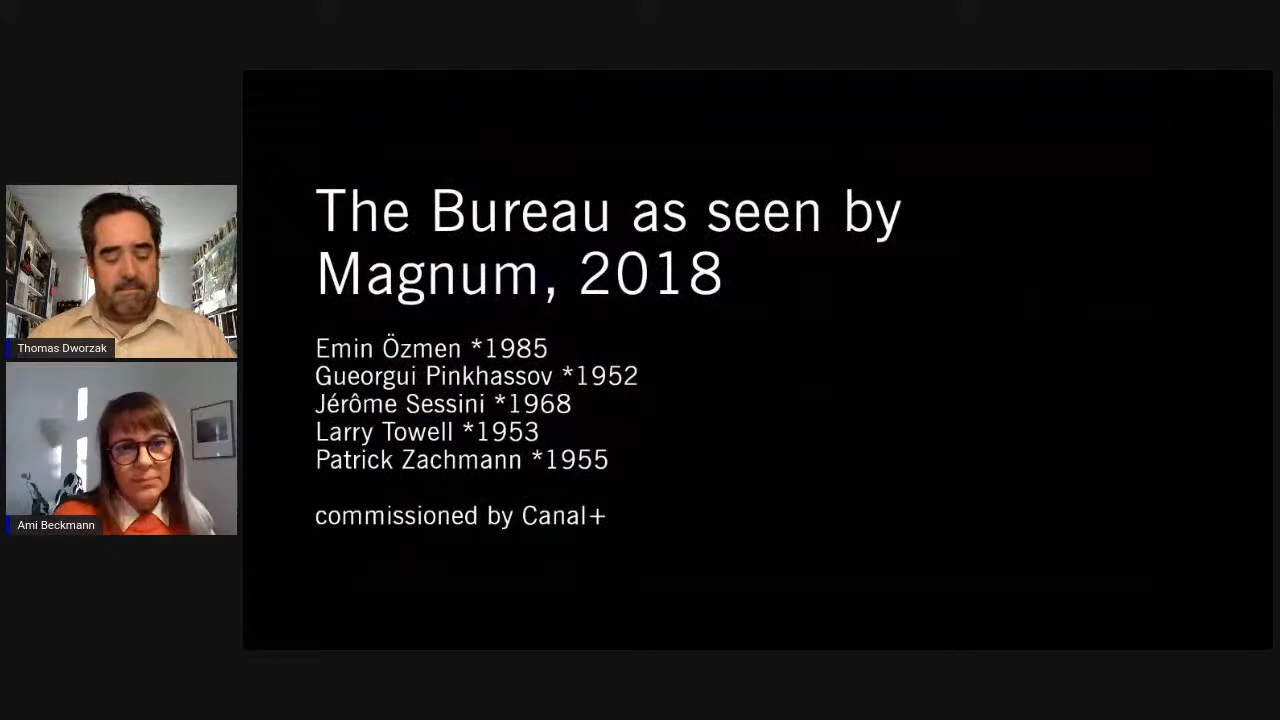 The Bureau as seen by
Magnum, 2018
Emin Özmen *1985
Gueorgui Pinkhassov *1952
Jérôme Sessini *1968
Larry Towell *1953
Patrick Zachmann *1955
commissioned by Canal+
Thomas Dworzak
Ami Beckmann